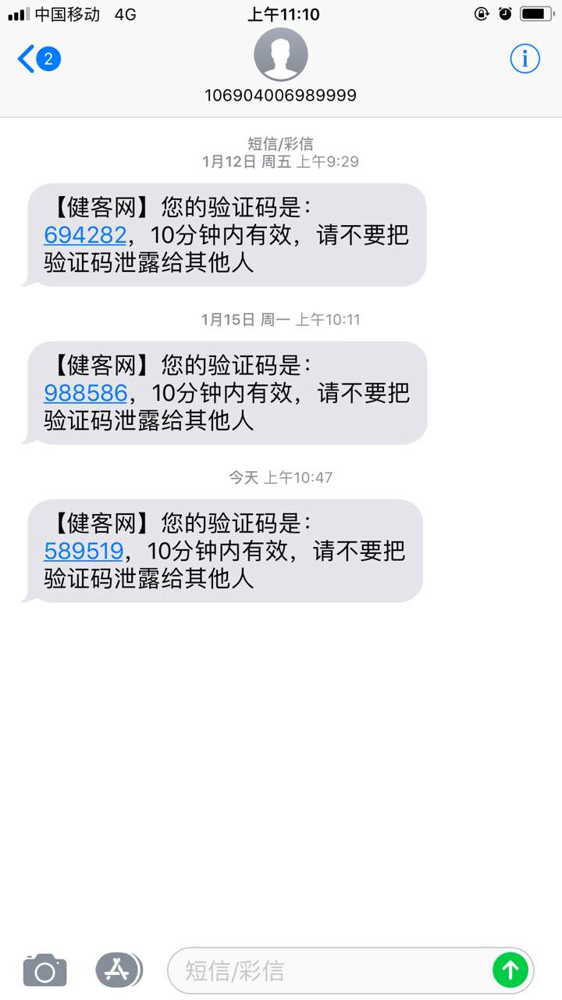 中国移动 4G 上午11:10
2
106904006989999
短信/彩信
1月12日 周五 上午9:29
【健客网】您的验证码是：
694282，10分钟内有效，请不要把
验证码泄露给其他人
1月15日 周一 上午10:11
【健客网】您的验证码是：
988586，10分钟内有效，请不要把
验证码泄露给其他人
今天 上午10:47
【健客网】您的验证码是：
589519，10分钟内有效，请不要把
验证码泄露给其他人
短信/彩信